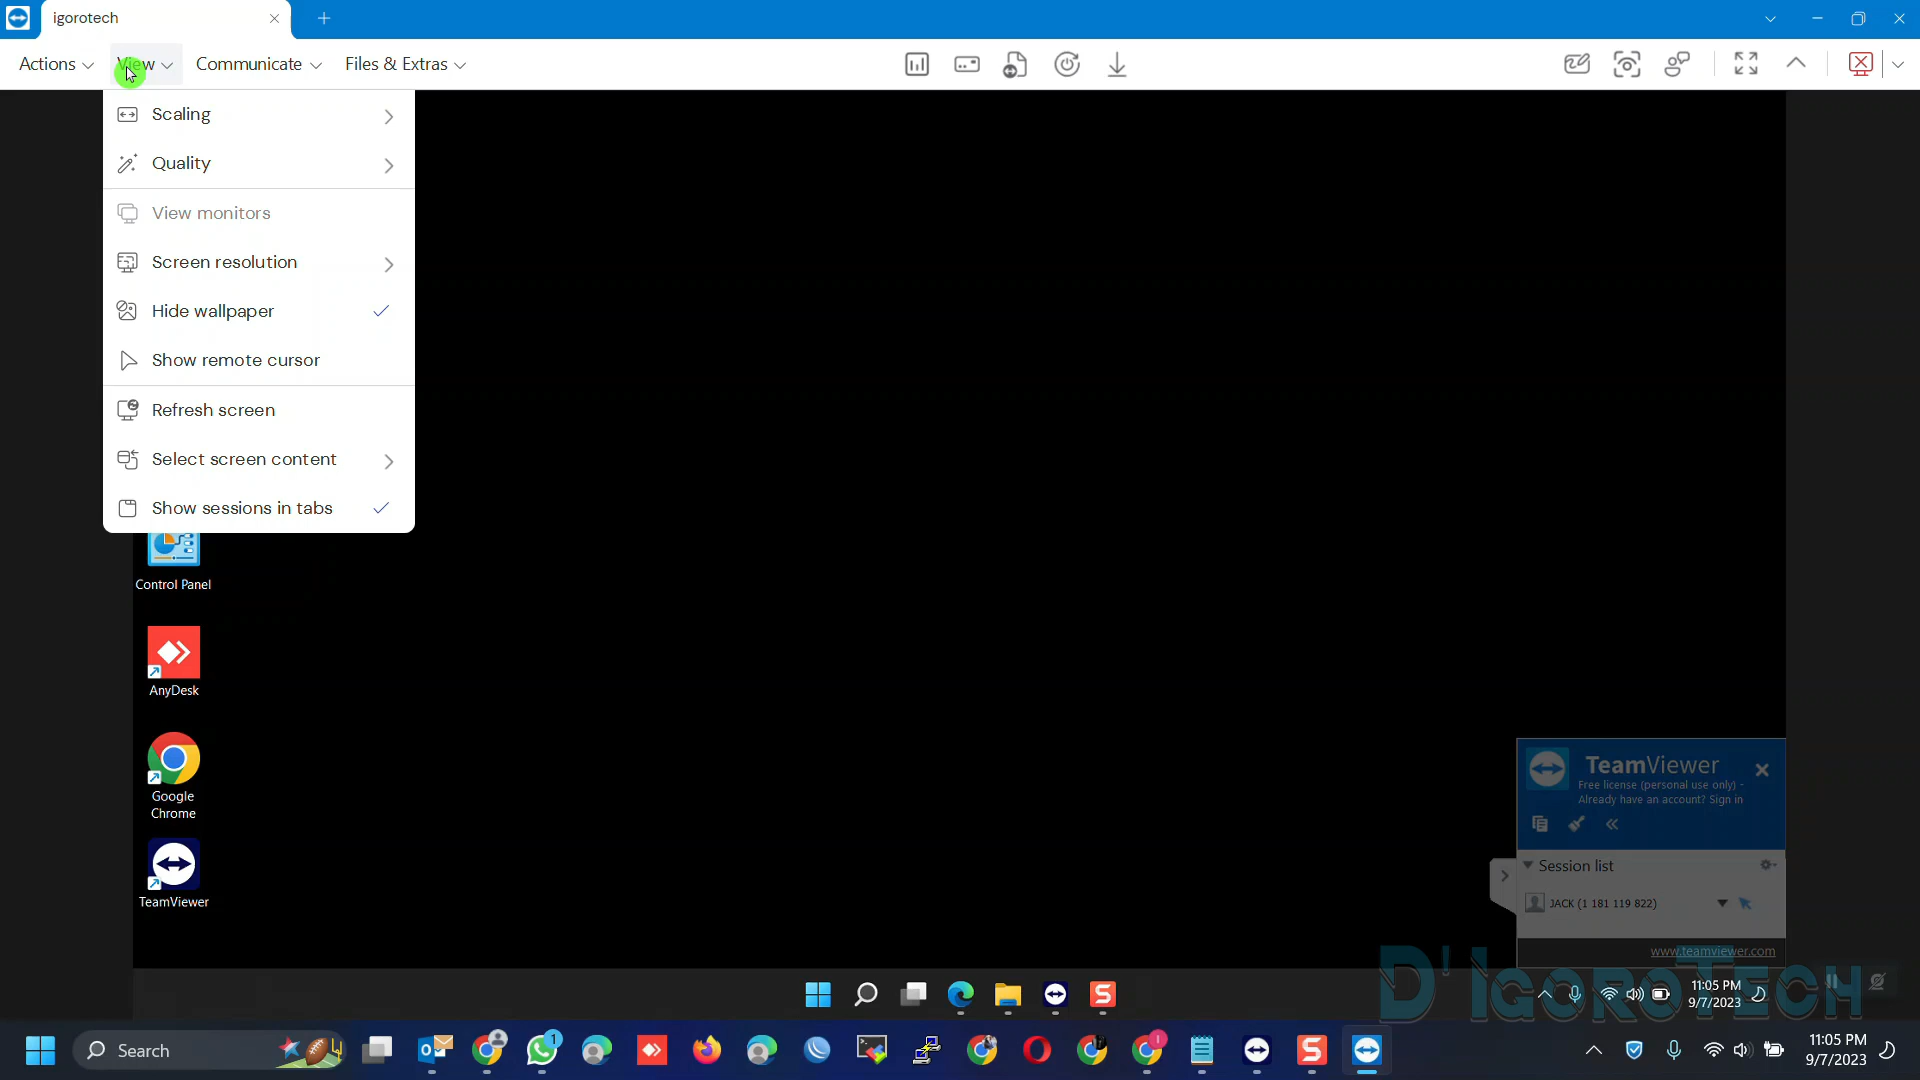 igorotech
Actions
View
Communicate
Files & Extras
Scaling
Quality
View monitors
Screen resolution
Hide wallpaper
Show remote cursor
Refresh screen
Select screen content
Show sessions in tabs
Control Panel
AnyDesk
Google
Chrome
TeamViewer
TeamViewer
Free license (personal use only) -
Already have an account? Sign in
Session list
JACK (1 181 119 822)
www.teamviewer.com
D'IGOROTECH
11:05 PM
9/7/2023
Search
1
11:05 PM
9/7/2023